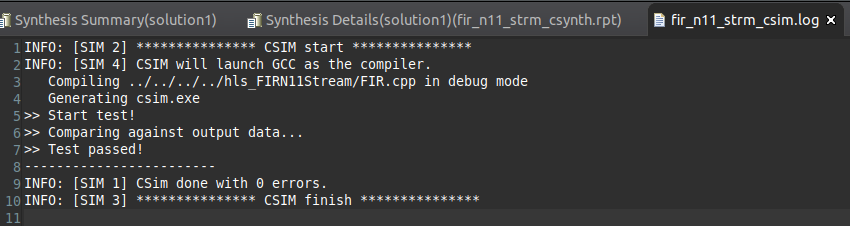 Synthesis Summary(solution1) Synthesis Details(solution1)(fir_n11_strm_csynth.rpt) fir_n11_strm_csim.log
1 INFO: [SIM 2] *************** CSIM start ***************
2 INFO: [SIM 4] CSIM will launch GCC as the compiler.
3    Compiling ../../../../hls_FIRN11Stream/FIR.cpp in debug mode
4    Generating csim.exe
5 >> Start test!
6 >> Comparing against output data...
7 >> Test passed!
8 ------------------------
9 INFO: [SIM 1] CSim done with 0 errors.
10 INFO: [SIM 3] *************** CSIM finish ***************
11